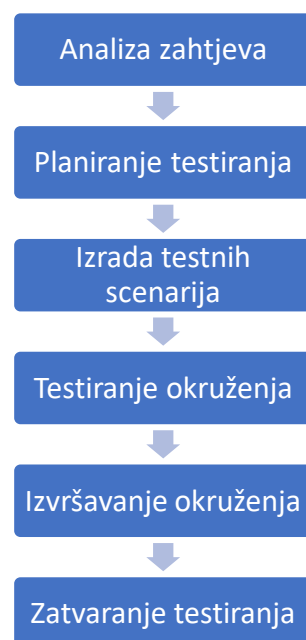 Analiza zahtjeva
Planiranje testiranja
Izrada testnih
scenarija
Testiranje okruženja
Izvršavanje okruženja
Zatvaranje testiranja